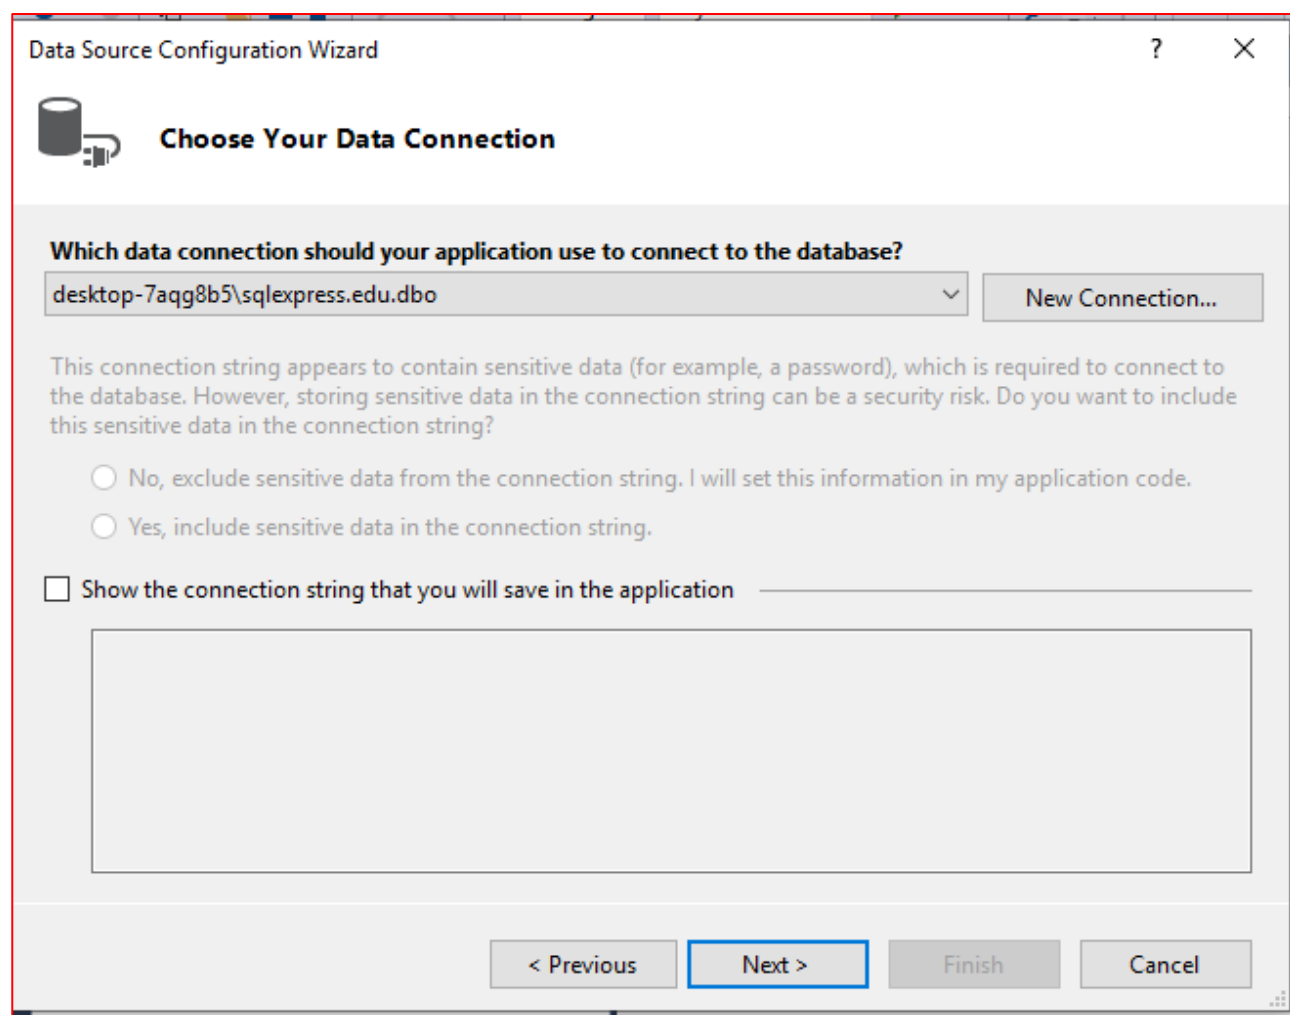 Data Source Configuration Wizard
?
Choose Your Data Connection
Which data connection should your application use to connect to the database?
desktop-7aqg8b5\sqlexpress.edu.dbo
New Connection...
This connection string appears to contain sensitive data (for example, a password), which is required to connect to
the database. However, storing sensitive data in the connection string can be a security risk. Do you want to include
this sensitive data in the connection string?
No, exclude sensitive data from the connection string. I will set this information in my application code.
Yes, include sensitive data in the connection string.
Show the connection string that you will save in the application
< Previous
Next >
Finish
Cancel